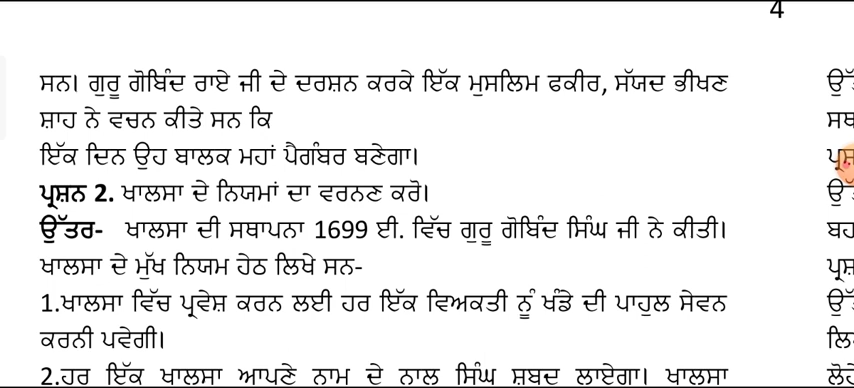 4
ਸਨ। ਗੁਰੂ ਗੋਬਿੰਦ ਰਾਏ ਜੀ ਦੇ ਦਰਸ਼ਨ ਕਰਕੇ ਇੱਕ ਮੁਸਲਿਮ ਫਕੀਰ, ਸੱਯਦ ਭੀਖਣ
ਸ਼ਾਹ ਨੇ ਵਚਨ ਕੀਤੇ ਸਨ ਕਿ
ਇੱਕ ਦਿਨ ਉਹ ਬਾਲਕ ਮਹਾਂ ਪੈਗੰਬਰ ਬਣੇਗਾ।
ਪ੍ਰਸ਼ਨ 2. ਖਾਲਸਾ ਦੇ ਨਿਯਮਾਂ ਦਾ ਵਰਨਣ ਕਰੋ।
ਉੱਤਰ- ਖਾਲਸਾ ਦੀ ਸਥਾਪਨਾ 1699 ਈ. ਵਿੱਚ ਗੁਰੂ ਗੋਬਿੰਦ ਸਿੰਘ ਜੀ ਨੇ ਕੀਤੀ।
ਖਾਲਸਾ ਦੇ ਮੁੱਖ ਨਿਯਮ ਹੇਠ ਲਿਖੇ ਸਨ-
1.ਖਾਲਸਾ ਵਿੱਚ ਪ੍ਰਵੇਸ਼ ਕਰਨ ਲਈ ਹਰ ਇੱਕ ਵਿਅਕਤੀ ਨੂੰ ਖੰਡੇ ਦੀ ਪਾਹੁਲ ਸੇਵਨ
ਕਰਨੀ ਪਵੇਗੀ।
2.ਹਰ ਇੱਕ ਖਾਲਸਾ ਆਪਣੇ ਨਾਮ ਦੇ ਨਾਲ ਸਿੰਘ ਸ਼ਬਦ ਲਾਏਗਾ। ਖਾਲਸਾ